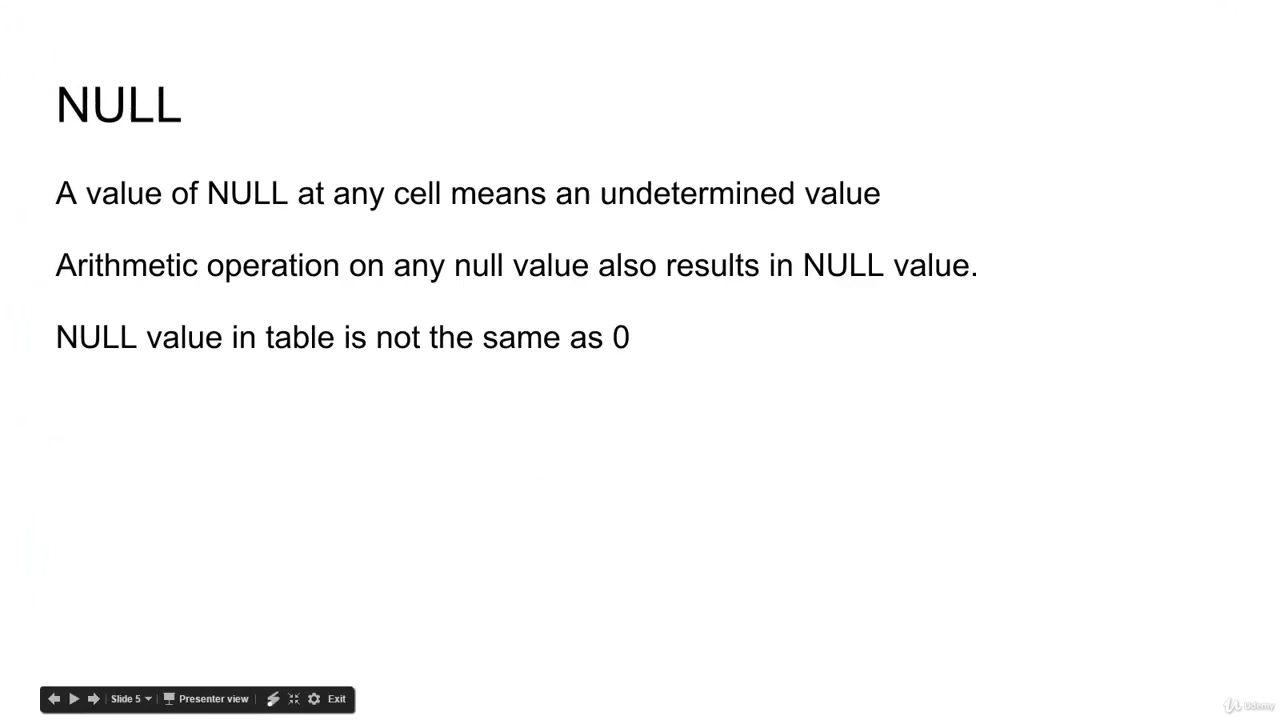 NULL
A value of NULL at any cell means an undetermined value
Arithmetic operation on any null value also results in NULL value.
NULL value in table is not the same as 0
Slide 5 Presenter view Exit
Udemy